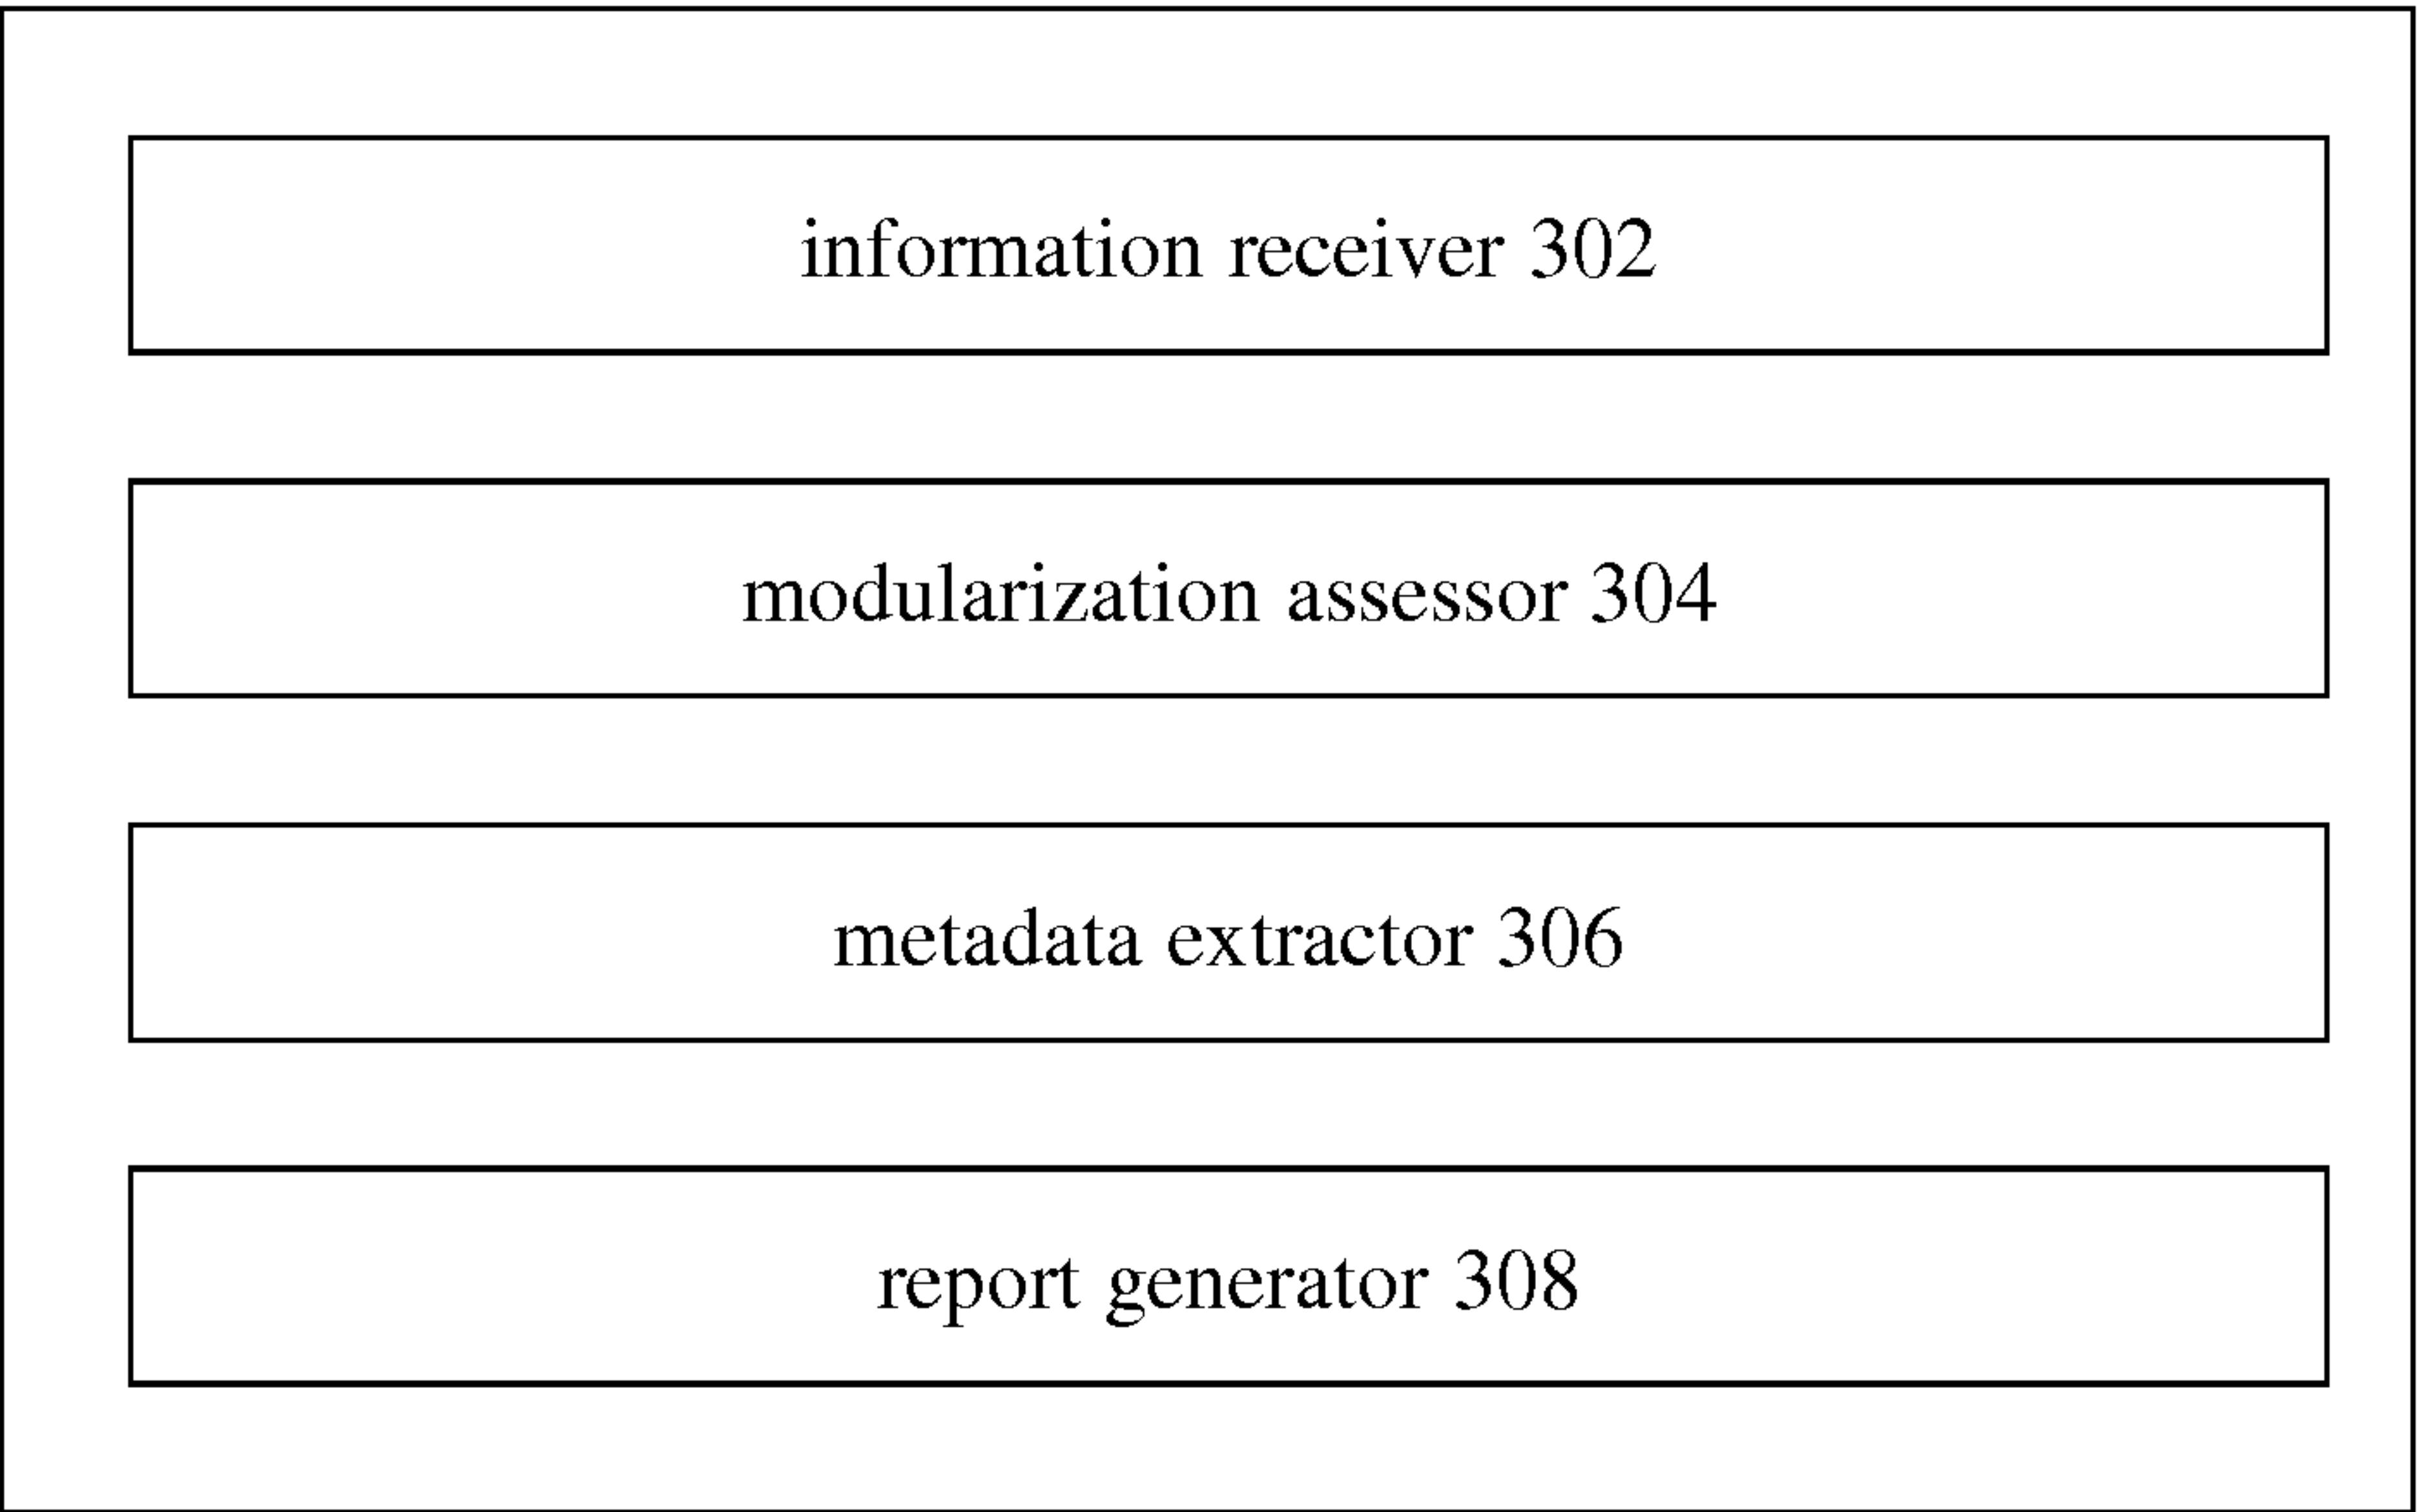 information receiver 302
modularization assessor 304
metadata extractor 306
report generator 308